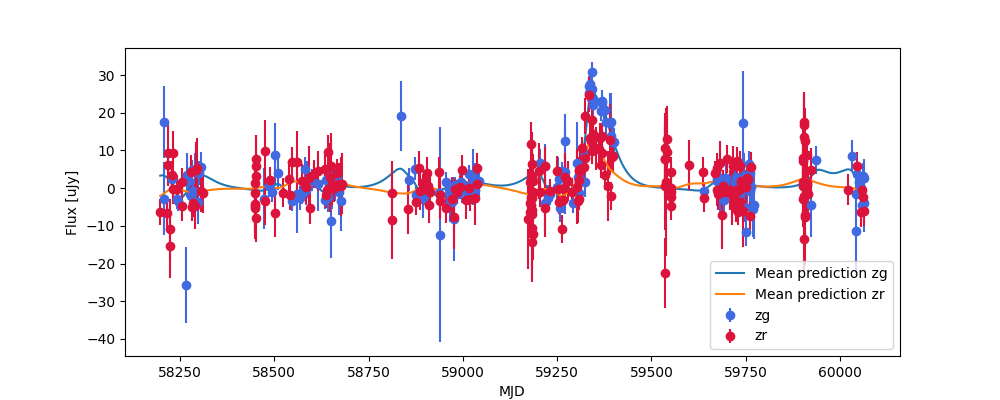 30
20
10
0
−10
−20
−30
−40
Flux [uJy]
58250 58500 58750 59000 59250 59500 59750 60000
MJD
Mean prediction zg
Mean prediction zr
zg
zr